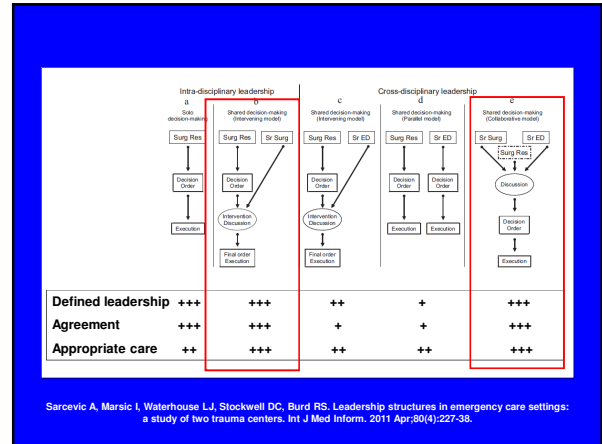 Intra-disciplinary leadership
Cross-disciplinary leadership
a
Solo
decision-making
Surg Res
Decision
Order
Execution
b
Shared decision-making
(Intervening model)
Surg Res
Sr Surg
Decision
Order
Intervention
Discussion
Final order
Execution
c
Shared decision-making
(Intervening model)
Surg Res
Sr ED
Decision
Order
Intervention
Discussion
Final order
Execution
d
Shared decision-making
(Parallel model)
Surg Res
Sr ED
Decision
Order
Decision
Order
Execution
Execution
e
Shared decision-making
(Collaborative model)
Sr Surg
Sr ED
Surg Res
Discussion
Decision
Order
Execution
Defined leadership +++ +++ ++ + +++
Agreement +++ +++ + + +++
Appropriate care ++ +++ ++ ++ +++
Sarcevic A, Marsic I, Waterhouse LJ, Stockwell DC, Burd RS. Leadership structures in emergency care settings:
a study of two trauma centers. Int J Med Inform. 2011 Apr;80(4):227-38.